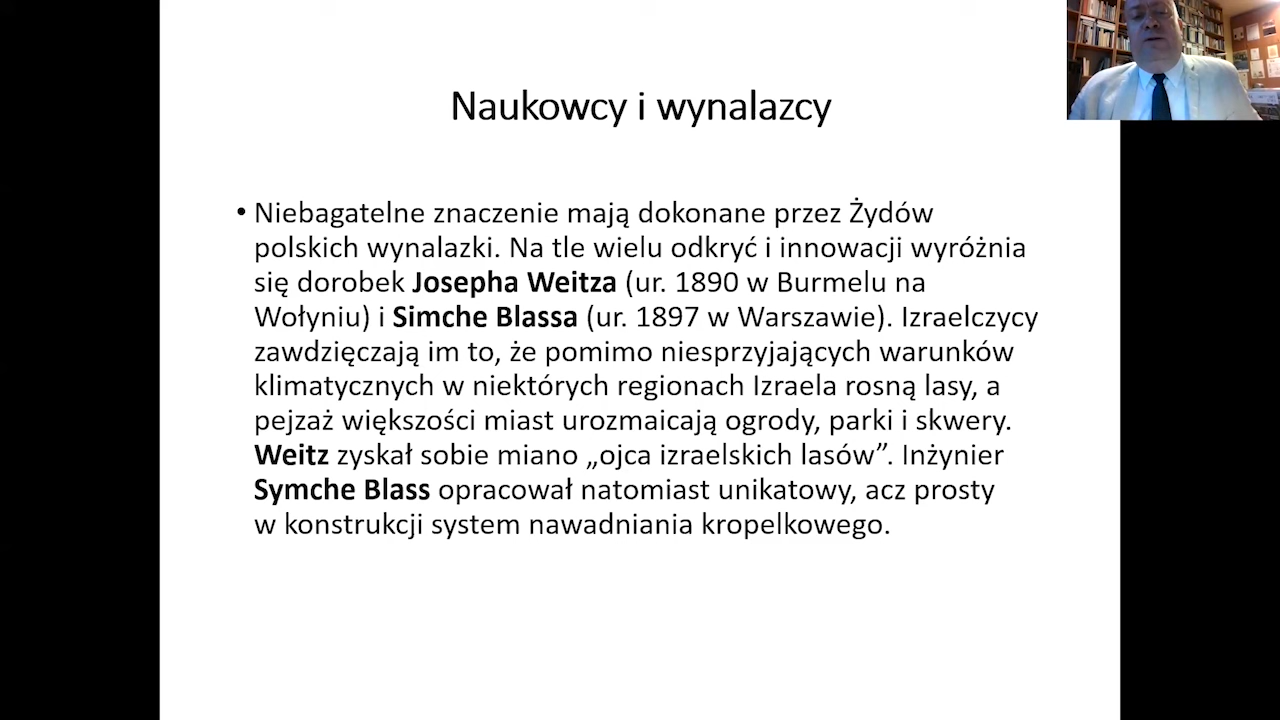 Naukowcy i wynalazcy
• Niebagatelne znaczenie mają dokonane przez Żydów
polskich wynalazki. Na tle wielu odkryć i innowacji wyróżnia
się dorobek Josepha Weitza (ur. 1890 w Burmelu na
Wołyniu) i Simche Blassa (ur. 1897 w Warszawie). Izraelczycy
zawdzięczają im to, że pomimo niesprzyjających warunków
klimatycznych w niektórych regionach Izraela rosną lasy, a
pejzaż większości miast urozmaicają ogrody, parki i skwery.
Weitz zyskał sobie miano „ojca izraelskich lasów”. Inżynier
Symche Blass opracował natomiast unikatowy, acz prosty
w konstrukcji system nawadniania kropelkowego.